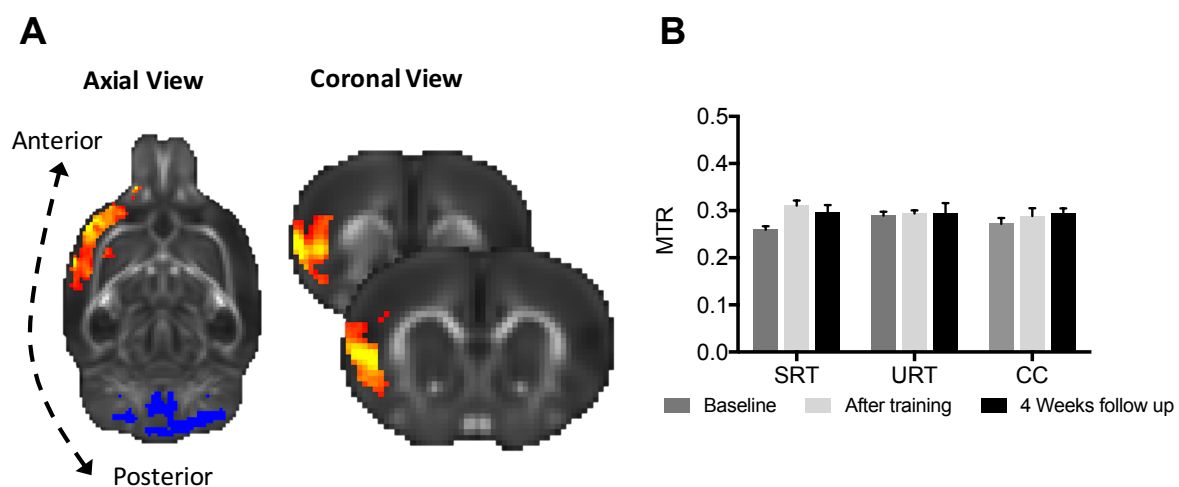 A
Axial View
Coronal View
Anterior
Posterior
B
MTR
0.5
0.4
0.3
0.2
0.1
0.0
SRT URT CC
Baseline After training 4 Weeks follow up